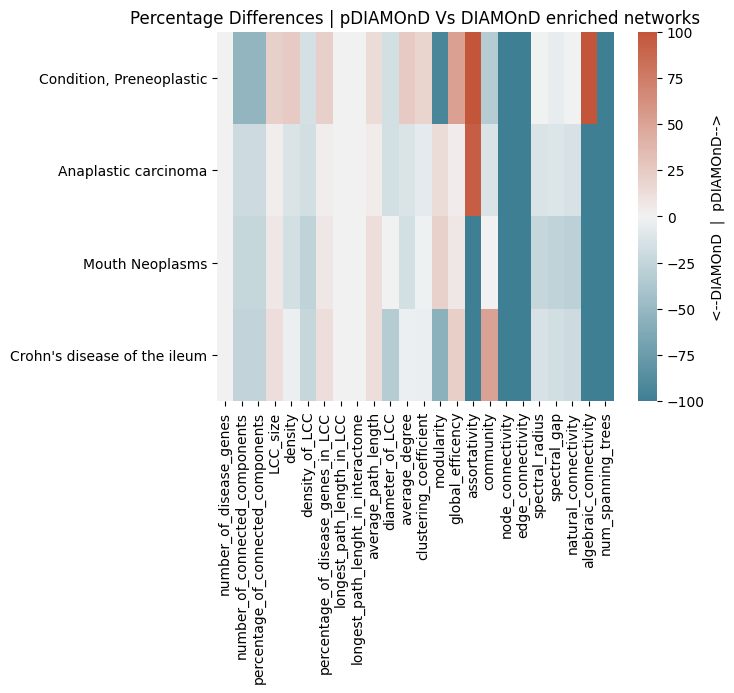 Percentage Differences | pDIAMOnD Vs DIAMOnD enriched networks
Condition, Preneoplastic
Anaplastic carcinoma
Mouth Neoplasms
Crohn's disease of the ileum
number_of_disease_genes
number_of_connected_components
percentage_of_connected_components
LCC_size
density
density_of_LCC
percentage_of_disease_genes_in_LCC
longest_path_length_in_LCC
longest_path_lenght_in_interactome
average_path_length
diameter_of_LCC
average_degree
clustering_coefficient
modularity
global_efficency
assortativity
community
node_connectivity
edge_connectivity
spectral_radius
spectral_gap
natural_connectivity
algebraic_connectivity
num_spanning_trees
100
75
50
25
0
−25
−50
−75
−100
<--DIAMOnD | pDIAMOnD-->